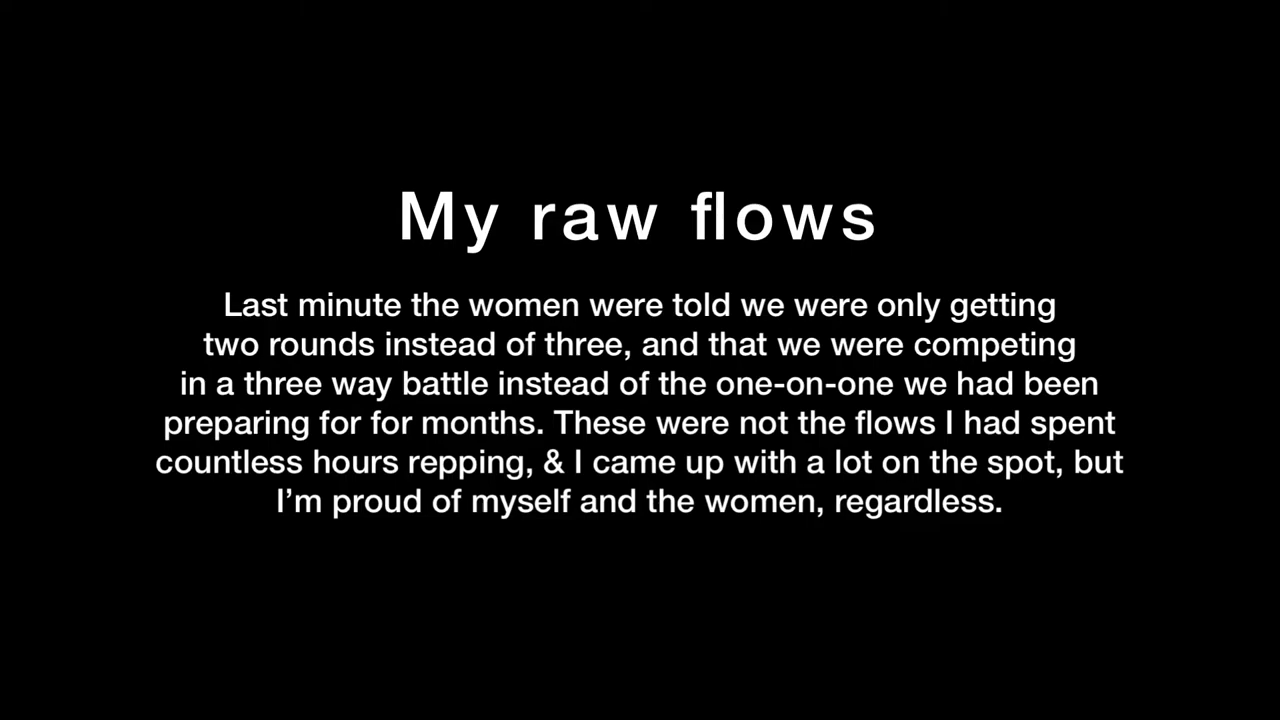 My raw flows
Last minute the women were told we were only getting
two rounds instead of three, and that we were competing
in a three way battle instead of the one-on-one we had been
preparing for for months. These were not the flows I had spent
countless hours repping, & I came up with a lot on the spot, but
I’m proud of myself and the women, regardless.